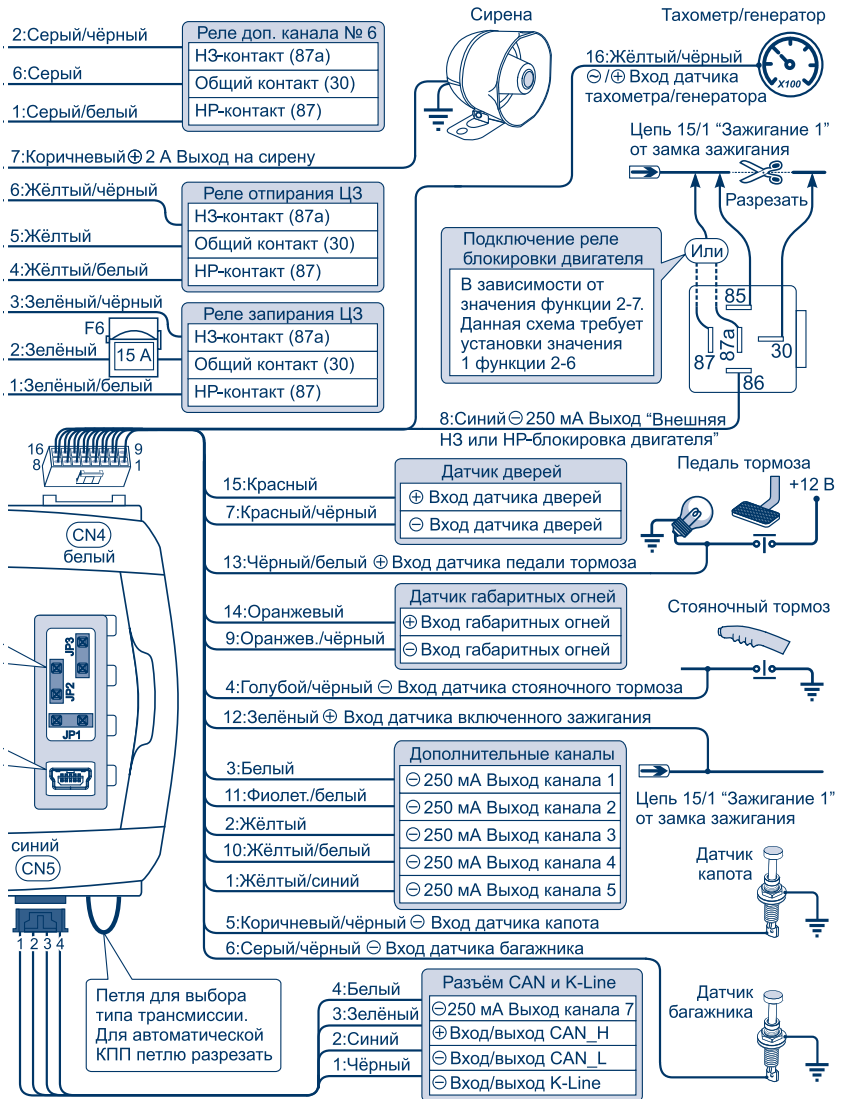 Сирена
Тахометр/генератор
2:Серый/чёрный
Реле доп. канала № 6
НЗ-контакт (87а)
6:Серый
Общий контакт (30)
1:Серый/белый
НР-контакт (87)
16:Жёлтый/чёрный
⊖/⊕ Вход датчика
тахометра/генератора
X100
7:Коричневый ⊕ 2 А Выход на сирену
Цепь 15/1 “Зажигание 1”
от замка зажигания
Разрезать
6:Жёлтый/чёрный
Реле отпирания ЦЗ
НЗ-контакт (87а)
5:Жёлтый
Общий контакт (30)
4:Жёлтый/белый
НР-контакт (87)
3:Зелёный/чёрный
Реле запирания ЦЗ
F6
15 А
НЗ-контакт (87а)
2:Зелёный
Общий контакт (30)
1:Зелёный/белый
НР-контакт (87)
Подключение реле
блокировки двигателя
В зависимости от
значения функции 2-7.
Данная схема требует
установки значения
1 функции 2-6
Или
85
87
87а
30
86
8:Синий ⊖ 250 мА Выход “Внешняя
НЗ или НР-блокировка двигателя”
16
9
8
1
CN4
белый
15:Красный
Датчик дверей
⊕ Вход датчика дверей
7:Красный/чёрный
⊖ Вход датчика дверей
Педаль тормоза
+12 В
13:Чёрный/белый ⊕ Вход датчика педали тормоза
14:Оранжевый
Датчик габаритных огней
⊕ Вход габаритных огней
9:Оранжев./чёрный
⊖ Вход габаритных огней
Стояночный тормоз
JP3
JP2
JP1
4:Голубой/чёрный ⊖ Вход датчика стояночного тормоза
12:Зелёный ⊕ Вход датчика включенного зажигания
Цепь 15/1 “Зажигание 1”
от замка зажигания
Дополнительные каналы
3:Белый
⊖ 250 мА Выход канала 1
11:Фиолет./белый
⊖ 250 мА Выход канала 2
2:Жёлтый
⊖ 250 мА Выход канала 3
10:Жёлтый/белый
⊖ 250 мА Выход канала 4
1:Жёлтый/синий
⊖ 250 мА Выход канала 5
Датчик
капота
5:Коричневый/чёрный ⊖ Вход датчика капота
6:Серый/чёрный ⊖ Вход датчика багажника
синий
CN5
1 2 3 4
Петля для выбора
типа трансмиссии.
Для автоматической
КПП петлю разрезать
Разъём CAN и K-Line
4:Белый
⊖250 мА Выход канала 7
3:Зелёный
⊕ Вход/выход CAN_H
2:Синий
⊖ Вход/выход CAN_L
1:Чёрный
⊖ Вход/выход K-Line
Датчик
багажника